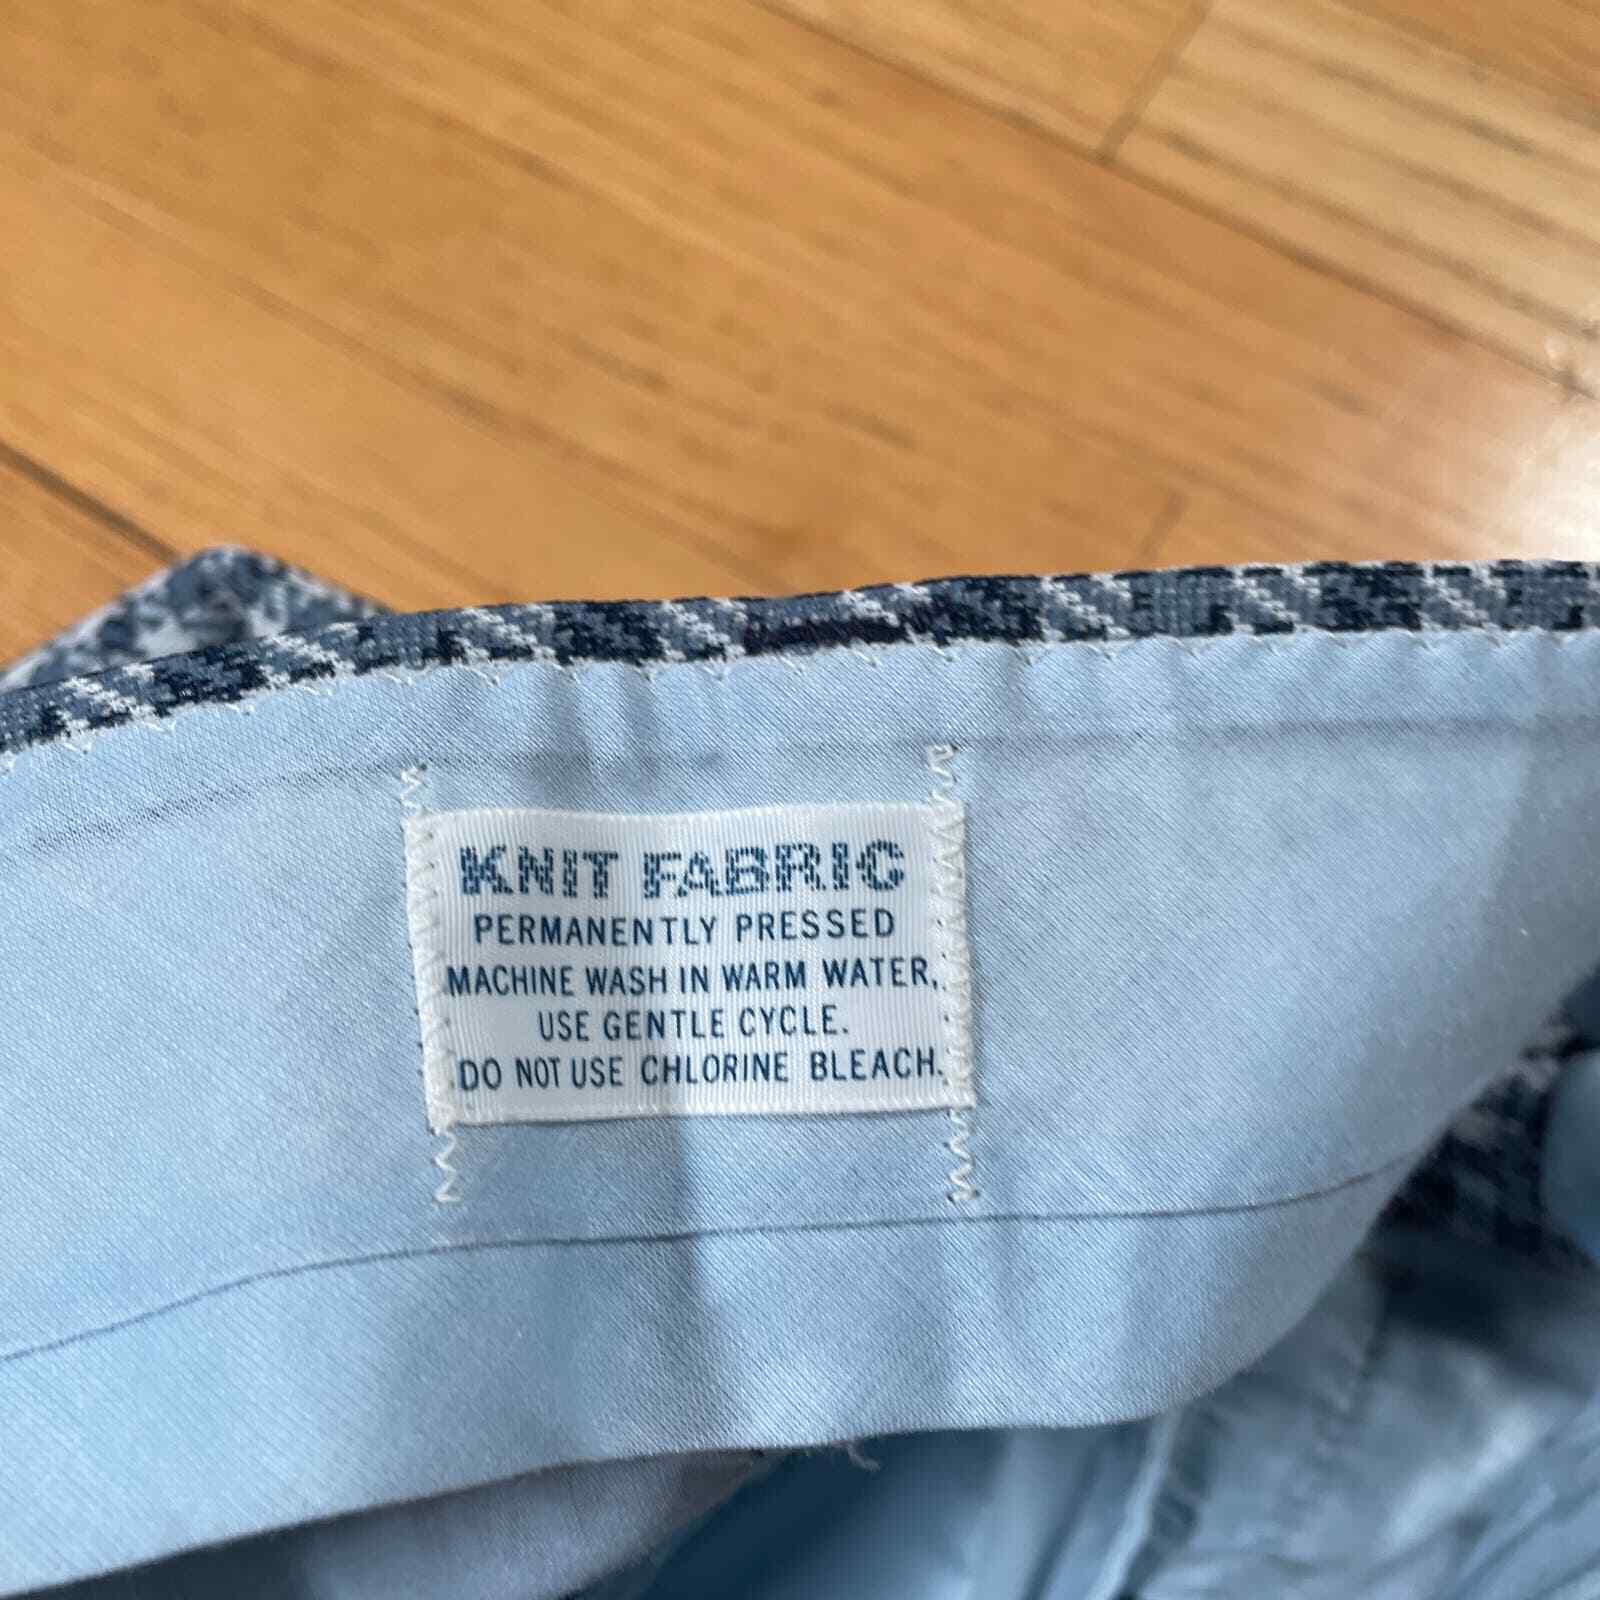 KNIT FABRIC
PERMANENTLY PRESSED
MACHINE WASH IN WARM WATER,
USE GENTLE CYCLE.
DO NOT USE CHLORINE BLEACH.